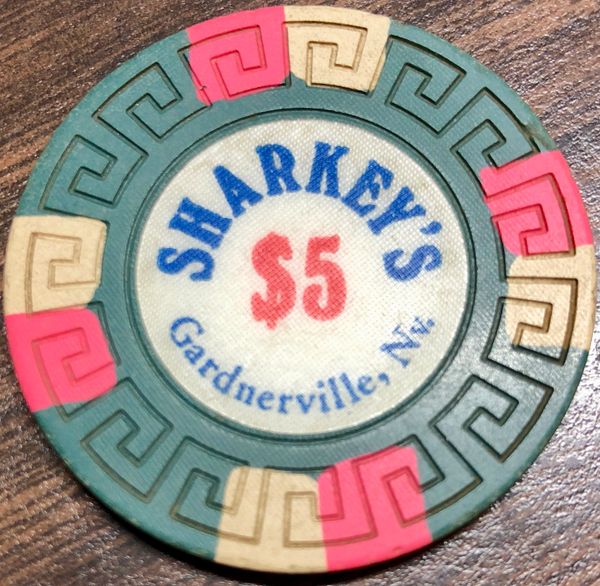 SHARKEY'S
$5
Gardnerville, Nv.